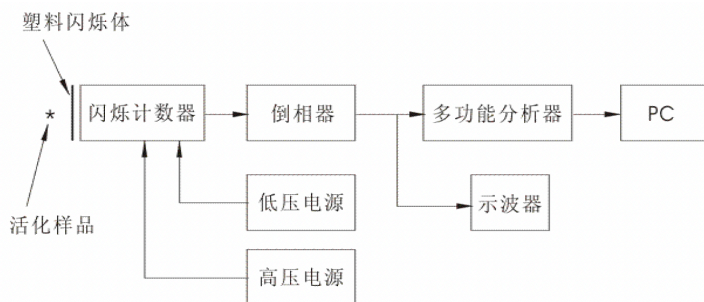 塑料闪烁体
闪烁计数器
倒相器
多功能分析器
PC
活化样品
低压电源
示波器
高压电源